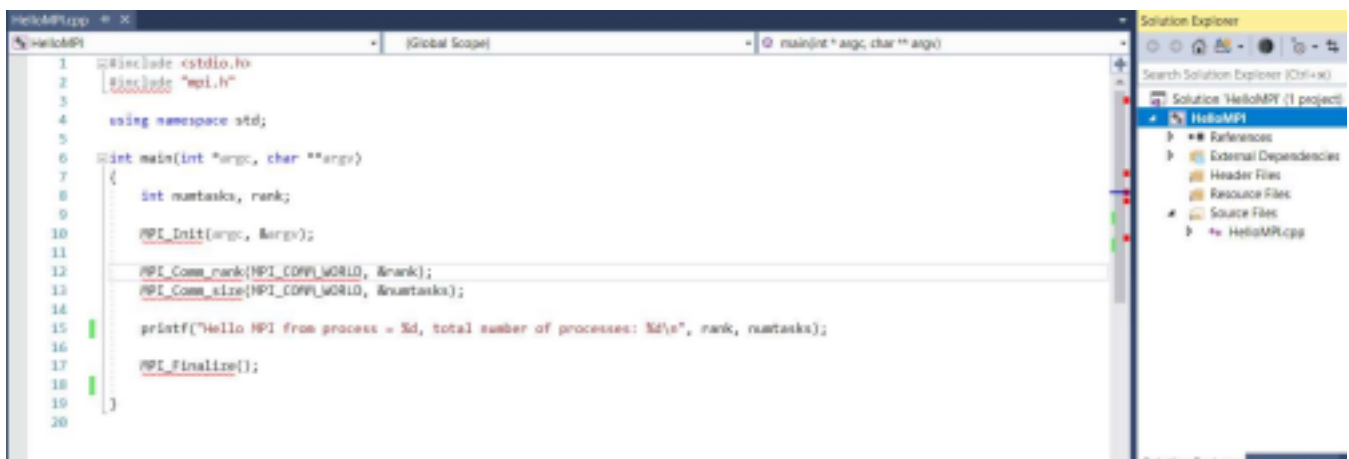 HelloMPI.cpp
HelloMPI
(Global Scope)
main(int * argc, char ** argv)
1 #include <stdio.h>
2 #include "mpi.h"
3
4 using namespace std;
5
6 int main(int *argc, char **argv)
7 {
8 int numtasks, rank;
9
10 MPI_Init(argc, &argv);
11
12 MPI_Comm_rank(MPI_COMM_WORLD, &rank);
13 MPI_Comm_size(MPI_COMM_WORLD, &numtasks);
14
15 printf("Hello MPI from process = %d, total number of processes: %d\n", rank, numtasks);
16
17 MPI_Finalize();
18
19 }
20
Solution Explorer
Search Solution Explorer
Solution 'HelloMPI' (1 project)
HelloMPI
References
External Dependencies
Header Files
Resource Files
Source Files
HelloMPI.cpp